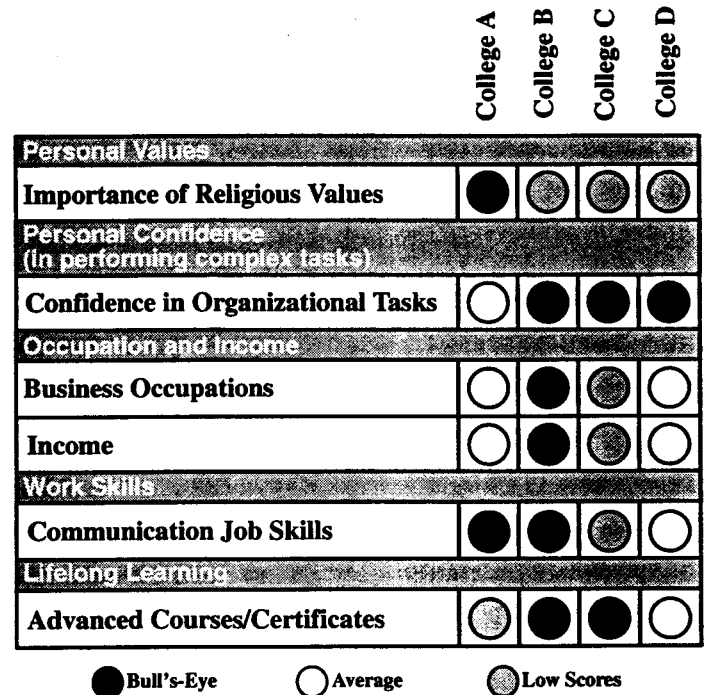 College A
College B
College C
College D
Personal Values
Importance of Religious Values
Personal Confidence
(In performing complex tasks)
Confidence in Organizational Tasks
Occupation and Income
Business Occupations
Income
Work Skills
Communication Job Skills
Lifelong Learning
Advanced Courses/Certificates
Bull's-Eye Average Low Scores